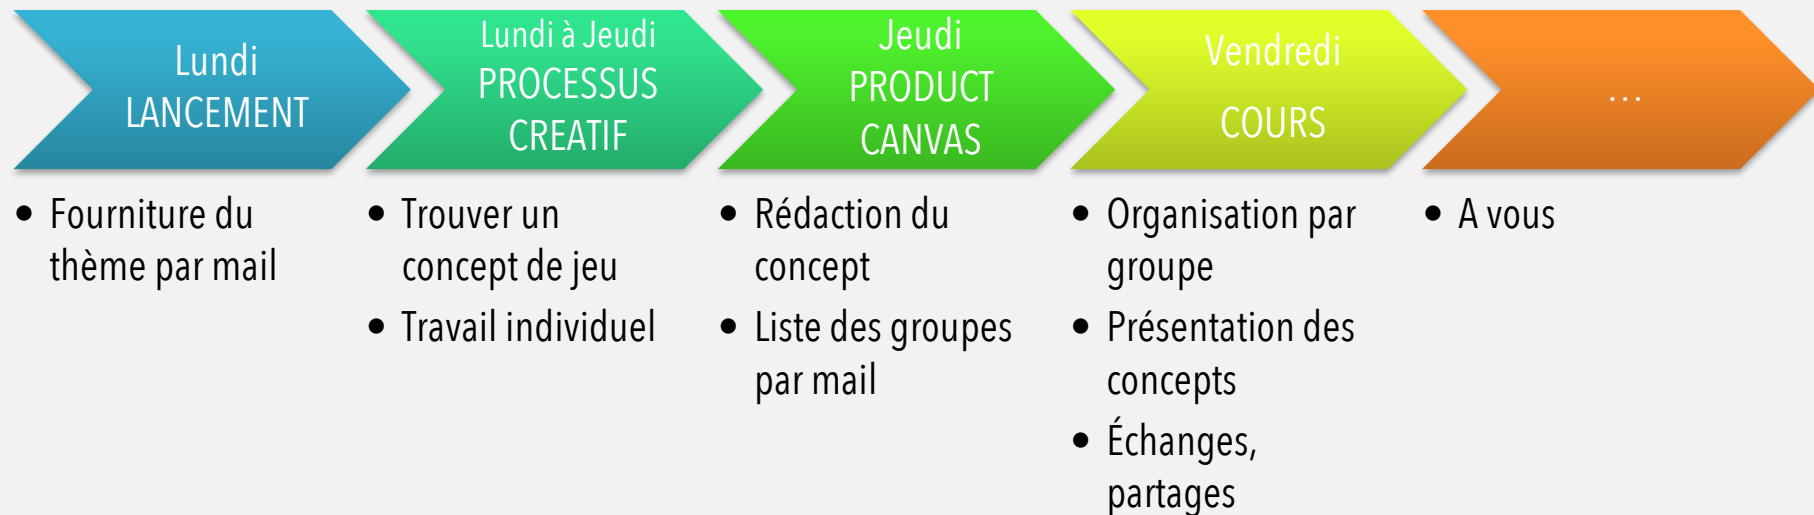 Lundi
LANCEMENT
• Fourniture du
thème par mail
Lundi à Jeudi
PROCESSUS
CREATIF
• Trouver un
concept de jeu
• Travail individuel
Jeudi
PRODUCT
CANVAS
• Rédaction du
concept
• Liste des groupes
par mail
Vendredi
COURS
• Organisation par
groupe
• Présentation des
concepts
• Échanges,
partages
...
• A vous